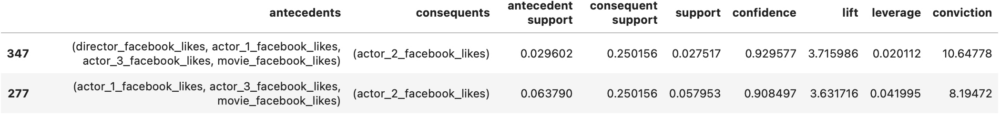 antecedents consequents antecedent support consequent support support confidence lift leverage conviction
347 (director_facebook_likes, actor_1_facebook_likes, actor_3_facebook_likes, movie_facebook_likes) (actor_2_facebook_likes) 0.029602 0.250156 0.027517 0.929577 3.715986 0.020112 10.64778
277 (actor_1_facebook_likes, actor_3_facebook_likes, movie_facebook_likes) (actor_2_facebook_likes) 0.063790 0.250156 0.057953 0.908497 3.631716 0.041995 8.19472